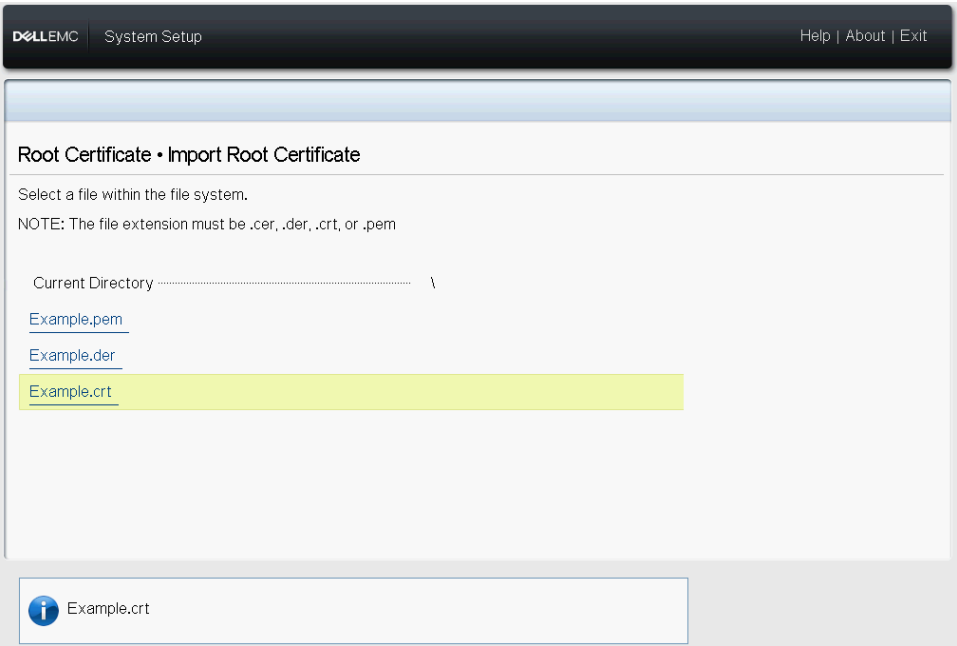 DELLEMC System Setup Help | About | Exit
Root Certificate • Import Root Certificate
Select a file within the file system.
NOTE: The file extension must be .cer, .der, .crt, or .pem
Current Directory \
Example.pem
Example.der
Example.crt
Example.crt